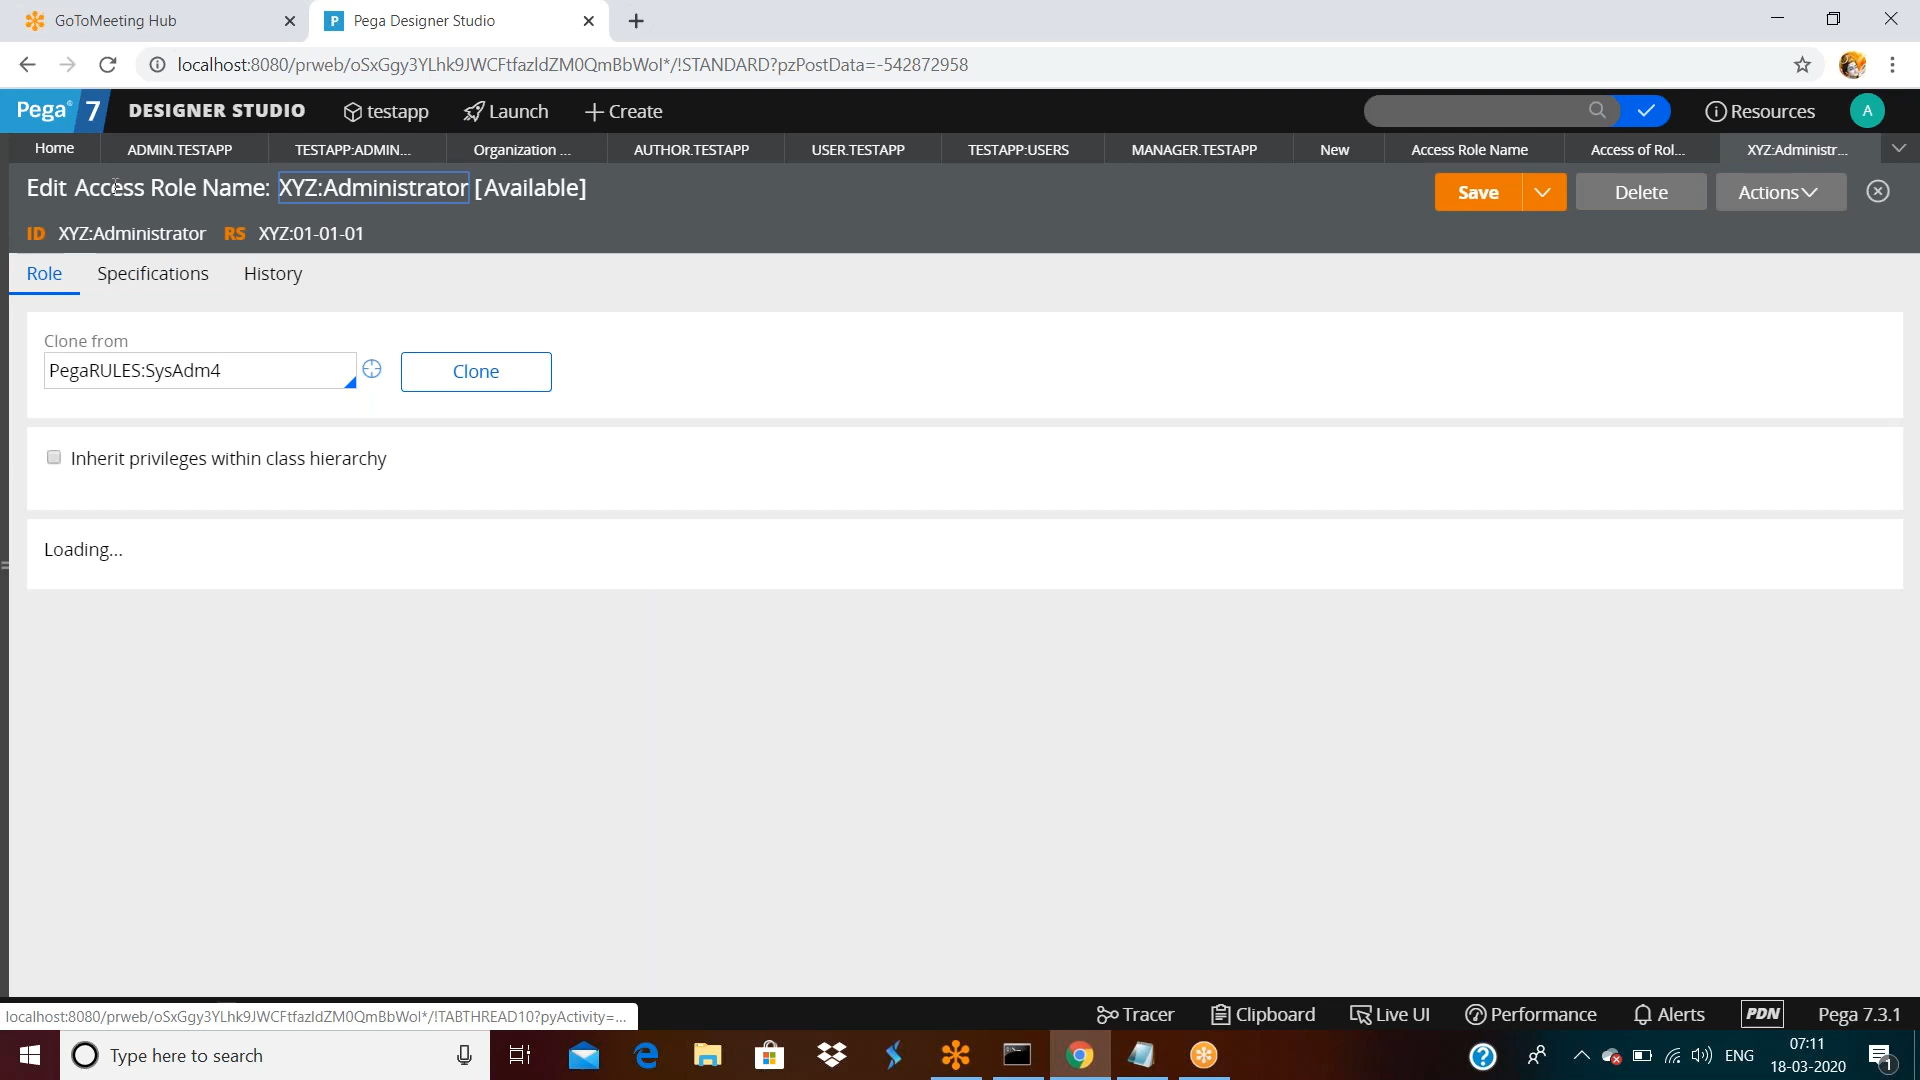 GoToMeeting Hub
P Pega Designer Studio
localhost:8080/prweb/oSxGgy3YLhk9JWCFtfazldZM0QmBbWol*/!STANDARD?pzPostData=-542872958
Pega 7 DESIGNER STUDIO testapp Launch Create Resources A
Home ADMIN.TESTAPP TESTAPP:ADMIN... Organization ... AUTHOR.TESTAPP USER.TESTAPP TESTAPP:USERS MANAGER.TESTAPP New Access Role Name Access of Rol... XYZ:Administr...
Edit Access Role Name: XYZ:Administrator [Available] Save Delete Actions
ID XYZ:Administrator RS XYZ:01-01-01
Role Specifications History
Clone from
PegaRULES:SysAdm4 Clone
Inherit privileges within class hierarchy
Loading...
localhost:8080/prweb/oSxGgy3YLhk9JWCFtfazldZM0QmBbWol*/!TABTHREAD10?pyActivity=... Tracer Clipboard Live UI Performance Alerts PDN Pega 7.3.1
Type here to search ENG 07:11
18-03-2020 1